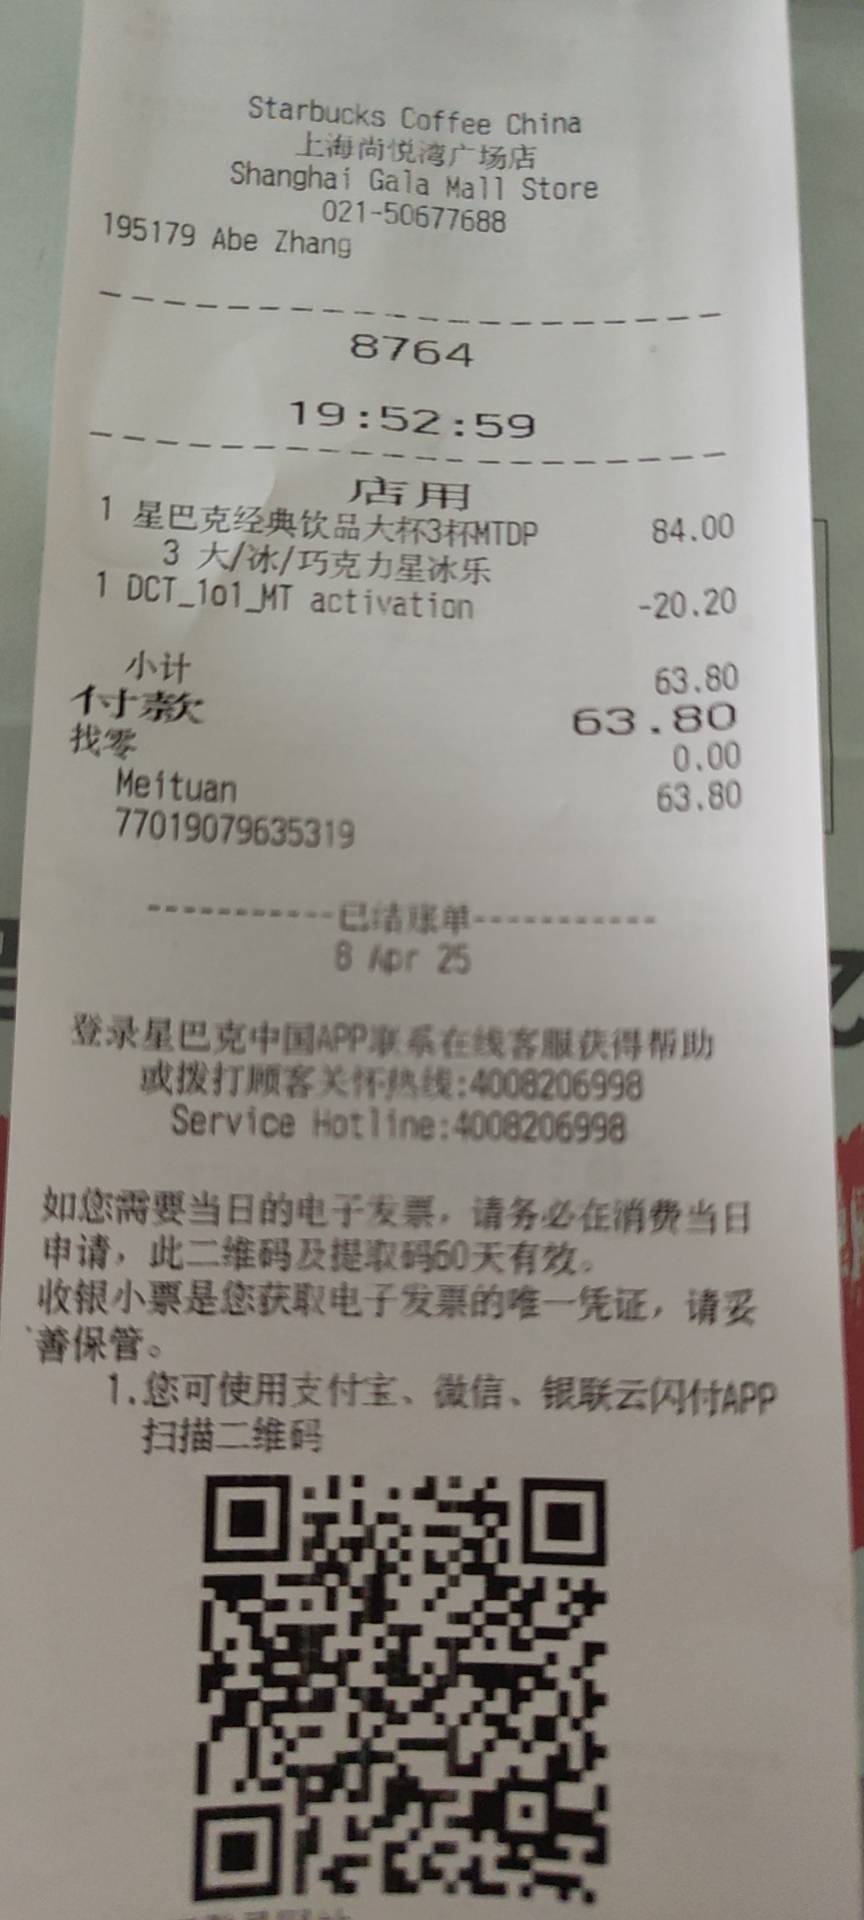 Starbucks Coffee China
上海尚悦湾广场店
Shanghai Gala Mall Store
021-50677688
195179 Abe Zhang
8764
19:52:59
店用
1 星巴克经典饮品大杯3杯MTDP 84.00
3 大/冰/巧克力星冰乐
1 DCT_1o1_MT activation -20.20
小计 63.80
付款 63.80
找零 0.00
Meituan 63.80
77019079635319
-----------已结账单-----------
8 Apr 25
登录星巴克中国APP联系在线客服获得帮助
或拨打顾客关怀热线:4008206998
Service Hotline:4008206998
如您需要当日的电子发票，请务必在消费当日
申请，此二维码及提取码60天有效。
收银小票是您获取电子发票的唯一凭证，请妥
善保管。
1.您可使用支付宝、微信、银联云闪付APP
扫描二维码